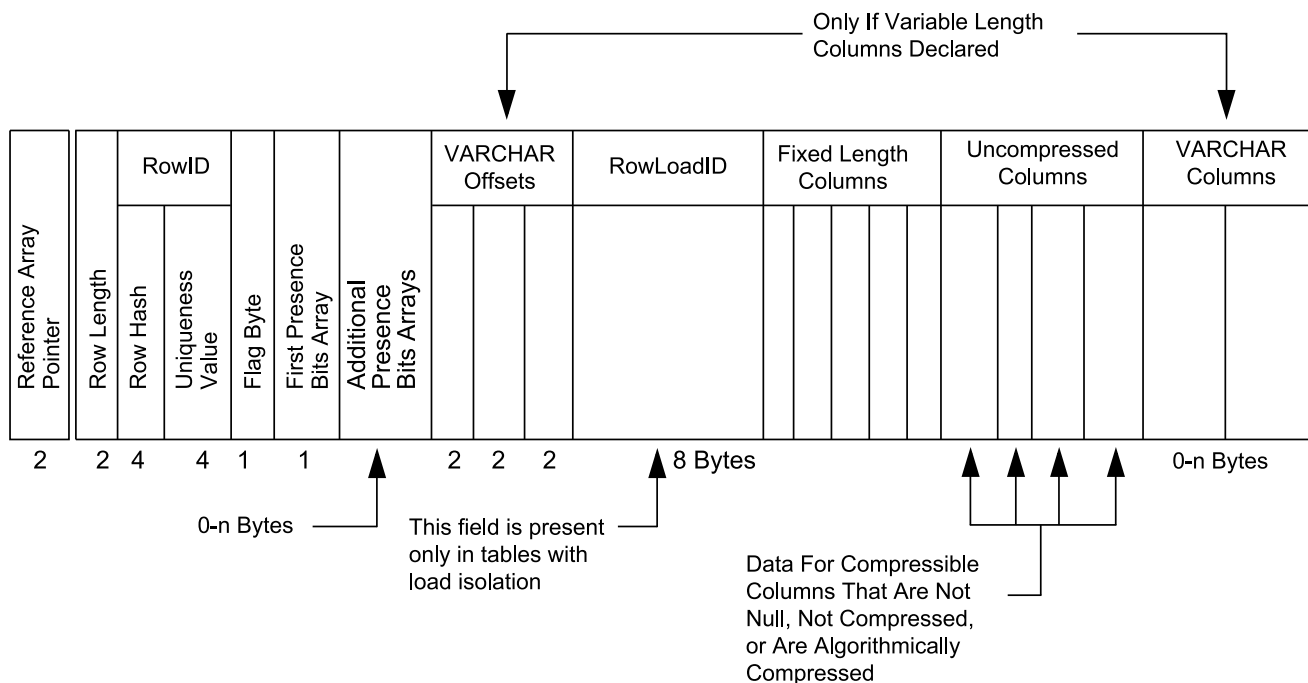 Only If Variable Length
Columns Declared
RowID
VARCHAR
Offsets
RowLoadID
Fixed Length
Columns
Uncompressed
Columns
VARCHAR
Columns
Reference Array
Pointer
Row Length
Row Hash
Uniqueness
Value
Flag Byte
First Presence
Bits Array
Additional
Presence
Bits Arrays
2
2
4
4
1
1
2
2
2
8 Bytes
0-n Bytes
0-n Bytes
This field is present
only in tables with
load isolation
Data For Compressible
Columns That Are Not
Null, Not Compressed,
or Are Algorithmically
Compressed